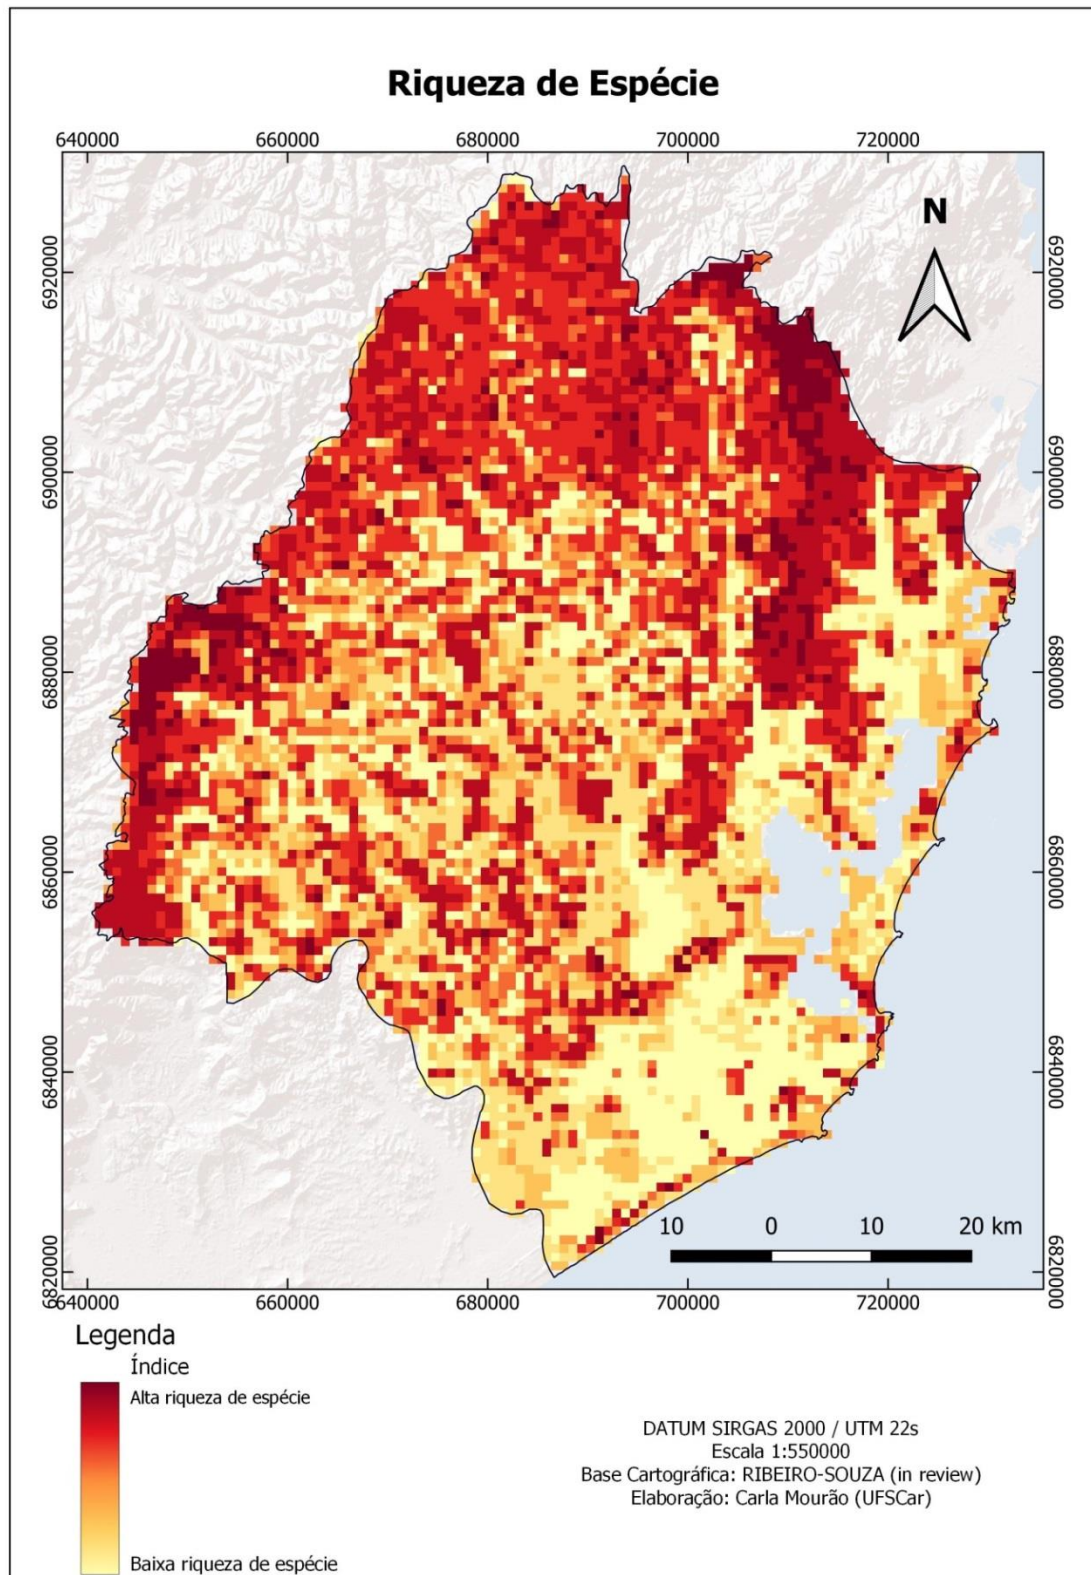 Riqueza de Espécie
640000 660000 680000 700000 720000
N
6920000 6920000
6900000 6900000
6880000 6880000
6860000 6860000
6840000 6840000
10 0 10 20 km
6820000 6820000
640000 660000 680000 700000 720000
Legenda
Índice
Alta riqueza de espécie
Baixa riqueza de espécie
DATUM SIRGAS 2000 / UTM 22s
Escala 1:550000
Base Cartográfica: RIBEIRO-SOUZA (in review)
Elaboração: Carla Mourão (UFSCar)